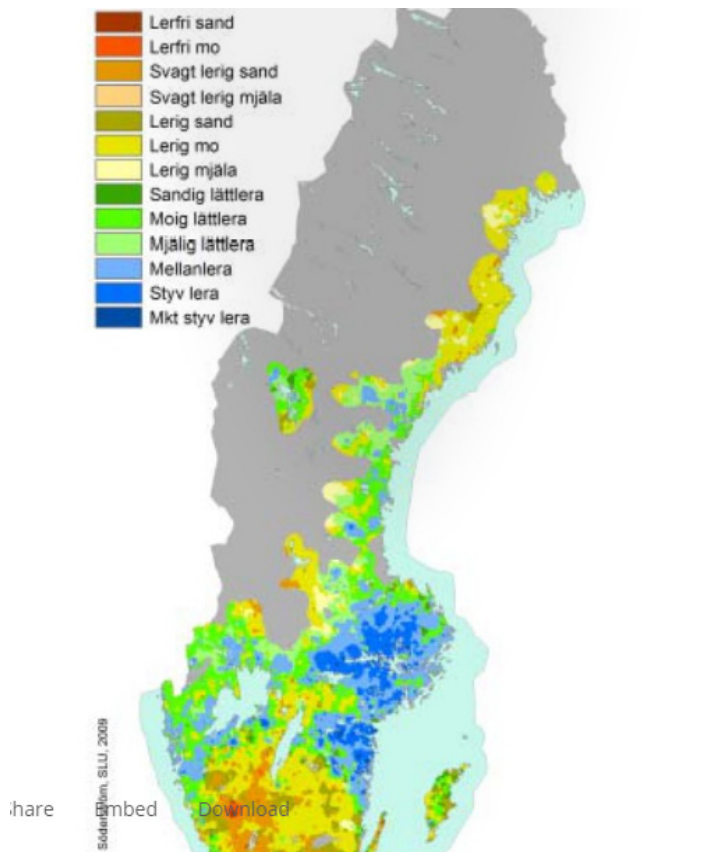 Lerfri sand
Lerfri mo
Svagt lerig sand
Svagt lerig mjäla
Lerig sand
Lerig mo
Lerig mjäla
Sandig lättlera
Moig lättlera
Mjälig lättlera
Mellanlera
Styv lera
Mkt styv lera
Söderström, SLU, 2009
hare Embed Download